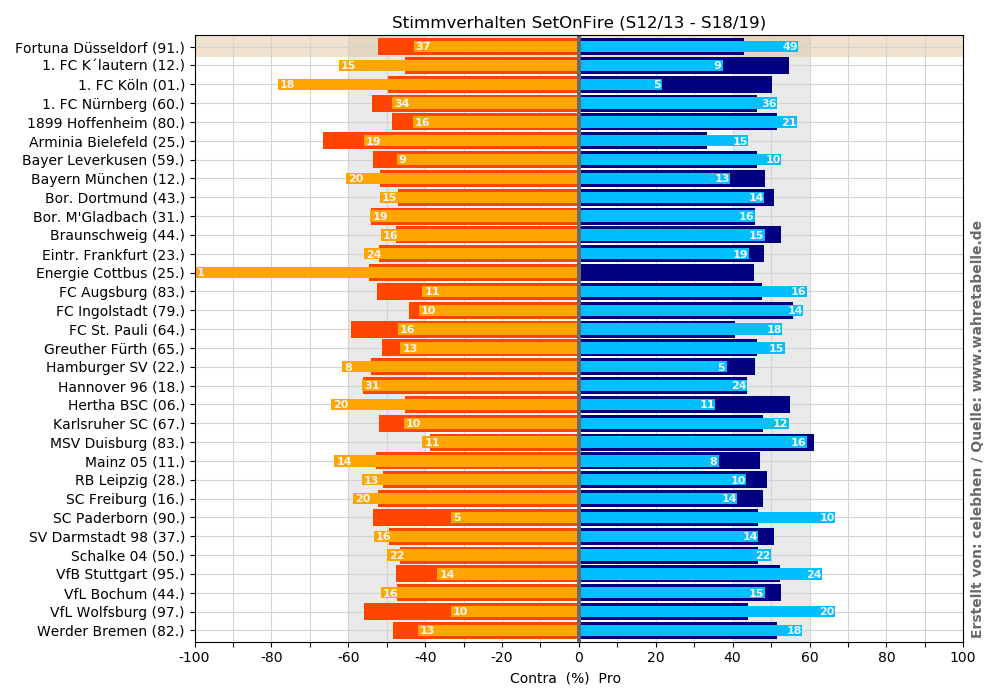 Stimmverhalten SetOnFire (S12/13 - S18/19)
Fortuna Düsseldorf (91.) 37 49
1. FC K´lautern (12.) 15 9
1. FC Köln (01.) 18 5
1. FC Nürnberg (60.) 34 36
1899 Hoffenheim (80.) 16 21
Arminia Bielefeld (25.) 19 15
Bayer Leverkusen (59.) 9 10
Bayern München (12.) 20 13
Bor. Dortmund (43.) 15 14
Bor. M'Gladbach (31.) 19 16
Braunschweig (44.) 16 15
Eintr. Frankfurt (23.) 24 19
Energie Cottbus (25.) 1
FC Augsburg (83.) 11 16
FC Ingolstadt (79.) 10 14
FC St. Pauli (64.) 16 18
Greuther Fürth (65.) 13 15
Hamburger SV (22.) 8 5
Hannover 96 (18.) 31 24
Hertha BSC (06.) 20 11
Karlsruher SC (67.) 10 12
MSV Duisburg (83.) 11 16
Mainz 05 (11.) 14 8
RB Leipzig (28.) 13 10
SC Freiburg (16.) 20 14
SC Paderborn (90.) 5 10
SV Darmstadt 98 (37.) 16 14
Schalke 04 (50.) 22 22
VfB Stuttgart (95.) 14 24
VfL Bochum (44.) 16 15
VfL Wolfsburg (97.) 10 20
Werder Bremen (82.) 13 18
-100 -80 -60 -40 -20 0 20 40 60 80 100
Contra (%) Pro
Erstellt von: celebhen / Quelle: www.wahretabelle.de